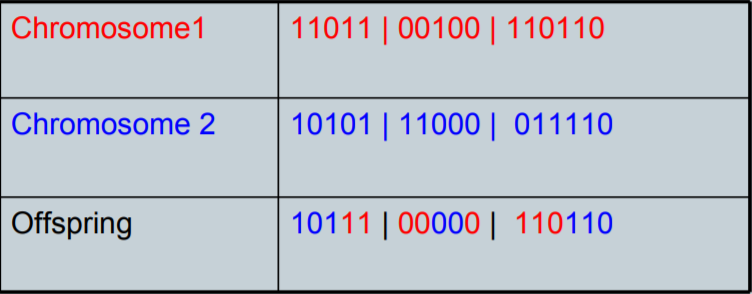 Chromosome1 11011 | 00100 | 110110
Chromosome 2 10101 | 11000 | 011110
Offspring 10111 | 00000 | 110110